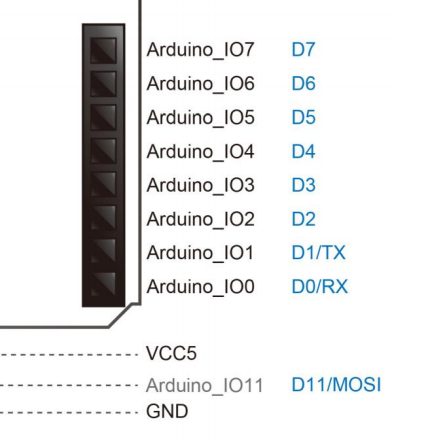 Arduino_IO7 D7
Arduino_IO6 D6
Arduino_IO5 D5
Arduino_IO4 D4
Arduino_IO3 D3
Arduino_IO2 D2
Arduino_IO1 D1/TX
Arduino_IO0 D0/RX
VCC5
Arduino_IO11 D11/MOSI
GND